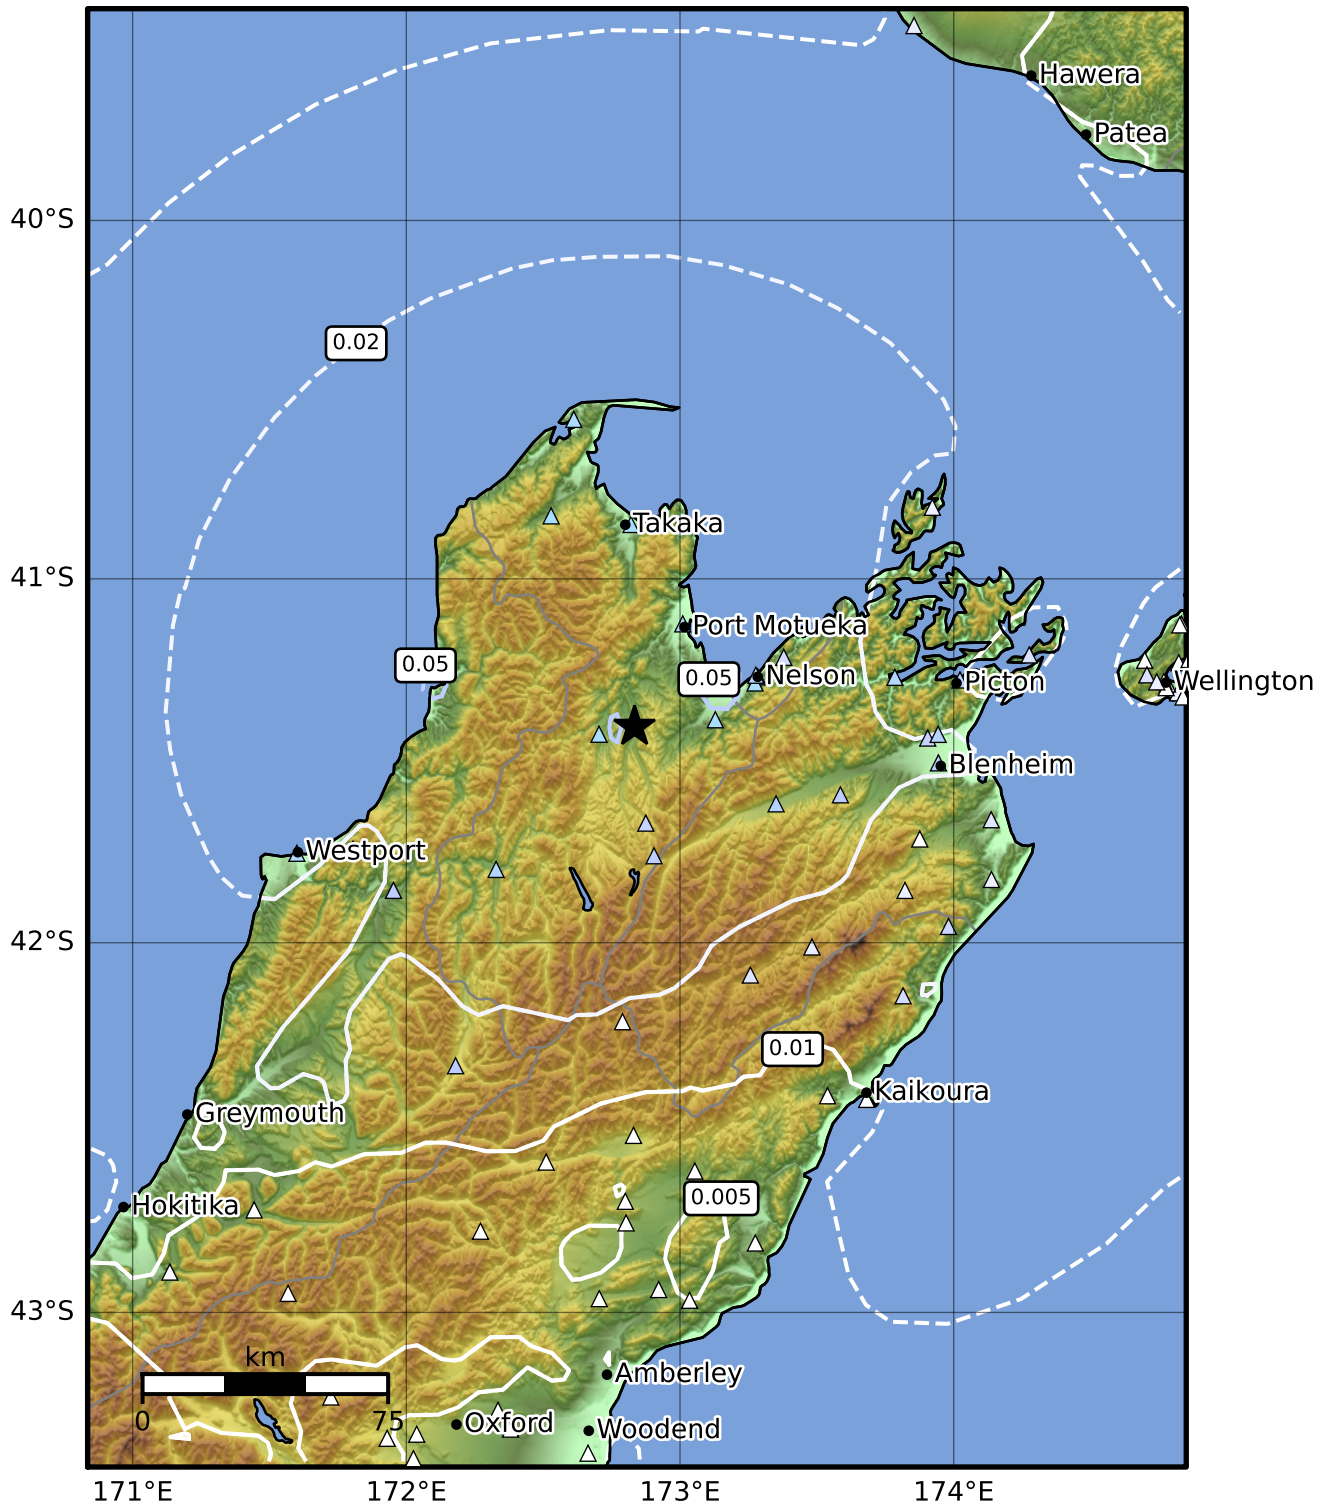 Hawera
Patea
40°S
0.02
Takaka
41°S
Port Motueka
0.05
0.05
Nelson
Picton
Wellington
Blenheim
Westport
42°S
0.01
Kaikoura
Greymouth
0.005
Hokitika
43°S
km
Amberley
0
75
Oxford
Woodend
171°E
172°E
173°E
174°E